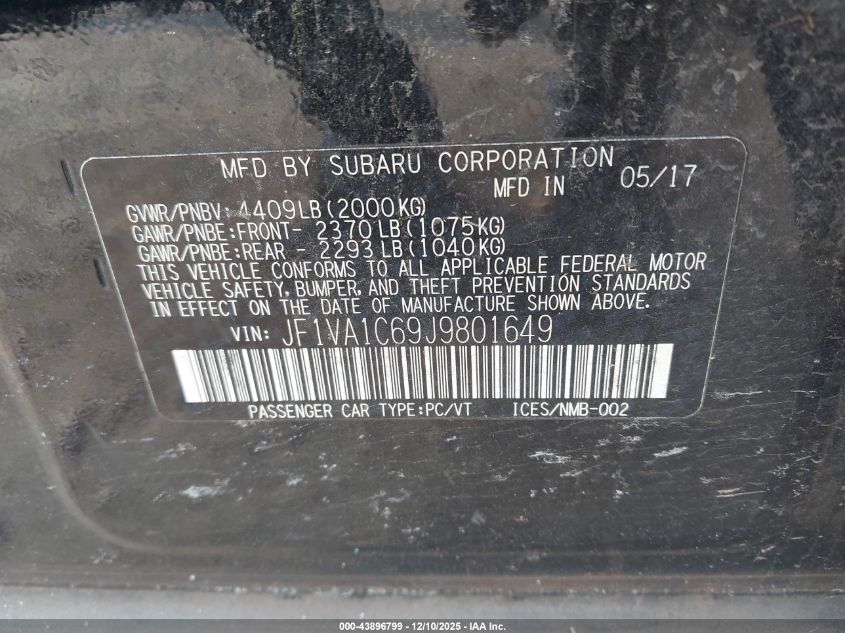 MFD BY SUBARU CORPORATION
MFD IN 05/17
GVWR/PNBV: 4409LB(2000KG)
GAWR/PNBE:FRONT- 2370LB(1075KG)
GAWR/PNBE:REAR - 2293LB(1040KG)
THIS VEHICLE CONFORMS TO ALL APPLICABLE FEDERAL MOTOR
VEHICLE SAFETY, BUMPER, AND THEFT PREVENTION STANDARDS
IN EFFECT ON THE DATE OF MANUFACTURE SHOWN ABOVE.
VIN: JF1VA1C69J9801649
PASSENGER CAR TYPE:PC/VT ICES/NMB-002
000-43896799 - 12/10/2025 - IAA Inc.